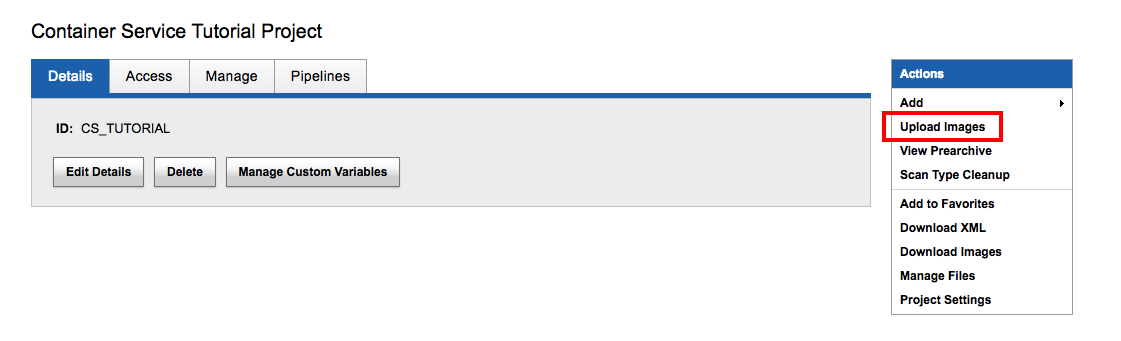 Container Service Tutorial Project
Details Access Manage Pipelines
ID: CS_TUTORIAL
Edit Details Delete Manage Custom Variables
Actions
Add
Upload Images
View Prearchive
Scan Type Cleanup
Add to Favorites
Download XML
Download Images
Manage Files
Project Settings